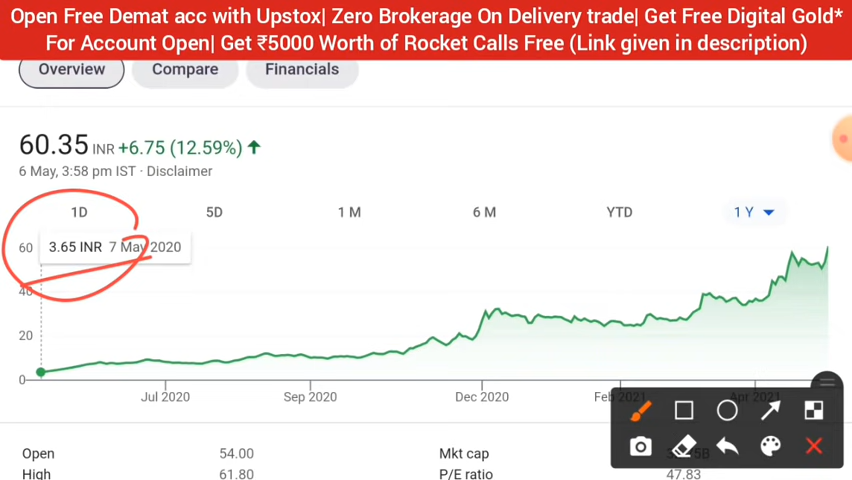 Open Free Demat acc with Upstox| Zero Brokerage On Delivery trade| Get Free Digital Gold*
For Account Open| Get ₹5000 Worth of Rocket Calls Free (Link given in description)
Overview Compare Financials
60.35 INR +6.75 (12.59%)
6 May, 3:58 pm IST · Disclaimer
1D 5D 1 M 6 M YTD 1 Y
60 3.65 INR 7 May 2020
40
20
0
Jul 2020 Sep 2020 Dec 2020 Feb 2021 Apr 2021
Open 54.00 Mkt cap
High 61.80 P/E ratio 47.83